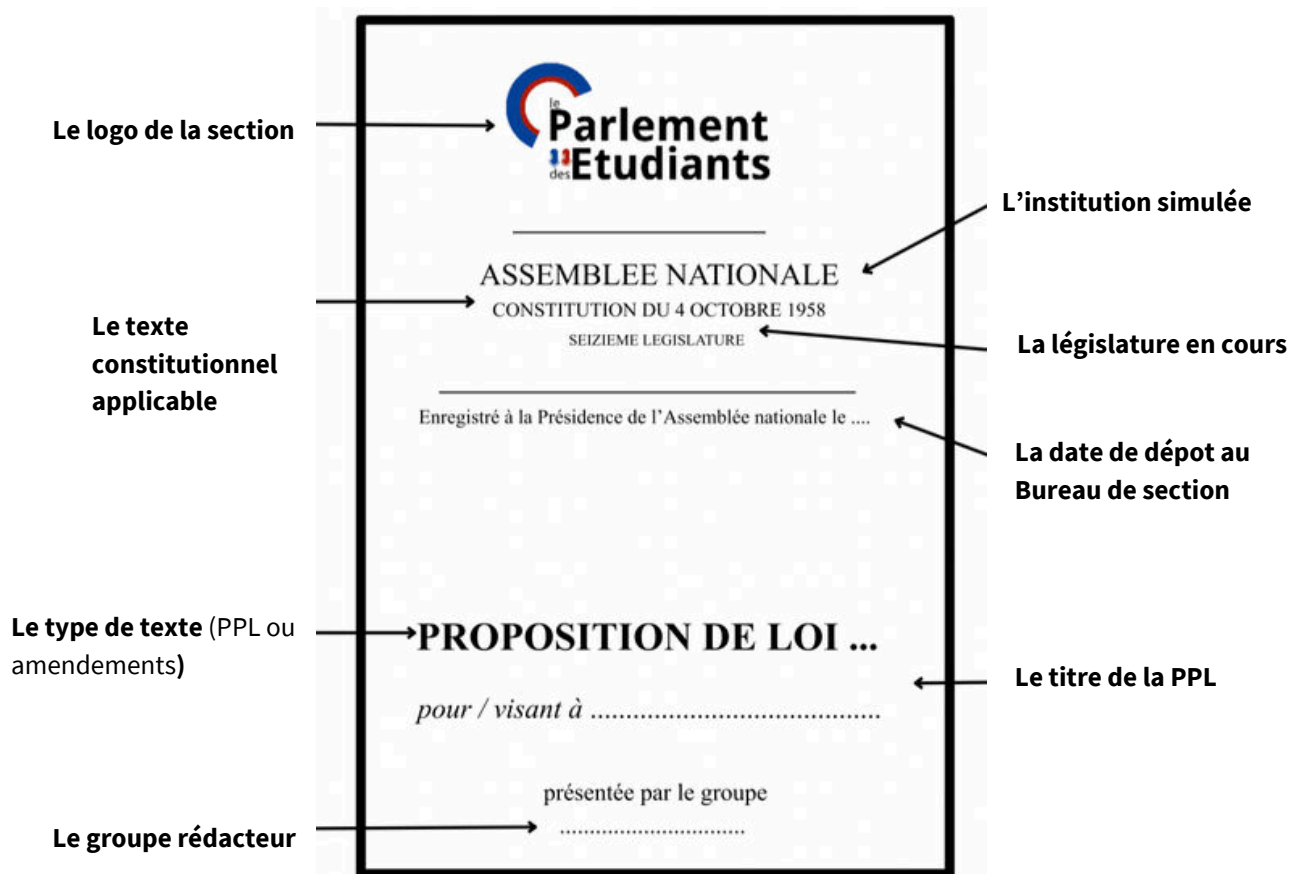 Le logo de la section
le
Parlement
des Etudiants
L'institution simulée
ASSEMBLEE NATIONALE
CONSTITUTION DU 4 OCTOBRE 1958
SEIZIEME LEGISLATURE
Le texte
constitutionnel
applicable
La législature en cours
Enregistré à la Présidence de l'Assemblée nationale le ....
La date de dépot au
Bureau de section
Le type de texte (PPL ou
amendements)
PROPOSITION DE LOI ...
Le titre de la PPL
pour / visant à ..........................................
présentée par le groupe
...............................
Le groupe rédacteur